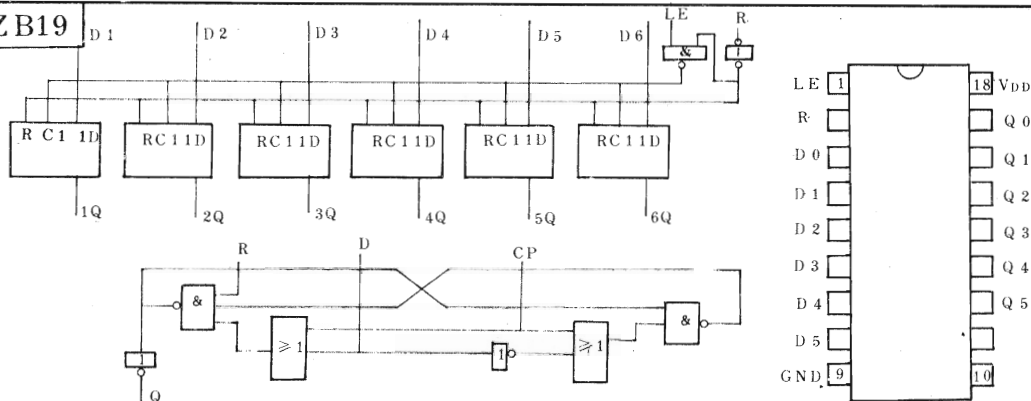 ZB19
D1 D2 D3 D4 D5 D6 LE R
& 1
R C1 1D RC11D RC11D RC11D RC11D RC11D
1Q 2Q 3Q 4Q 5Q 6Q
R D CP
& ≥1 1 ≥1 &
1
Q
LE 1 18 VDD
R Q0
D0 Q1
D1 Q2
D2 Q3
D3 Q4
D4 Q5
D5
GND 9 10